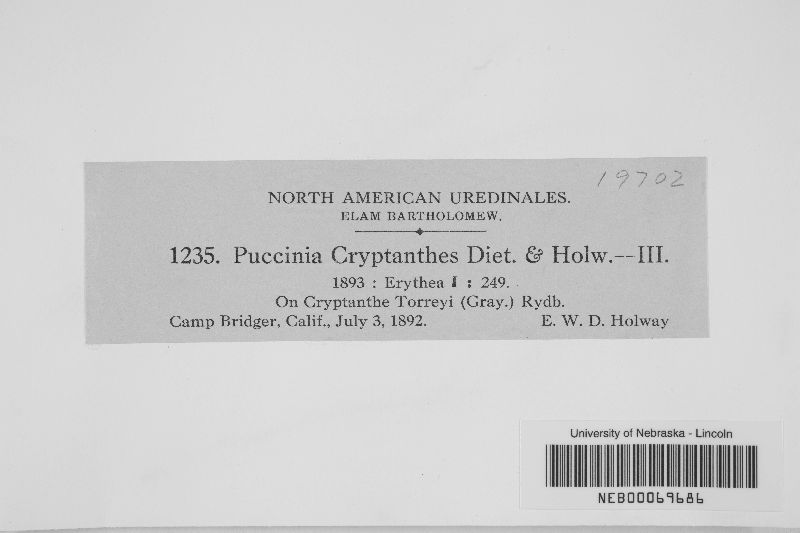 19702
NORTH AMERICAN UREDINALES.
ELAM BARTHOLOMEW.
1235. Puccinia Cryptanthes Diet. & Holw.--III.
1893 : Erythea I : 249.
On Cryptanthe Torreyi (Gray.) Rydb.
Camp Bridger, Calif., July 3, 1892. E. W. D. Holway
University of Nebraska - Lincoln
NEB00069686